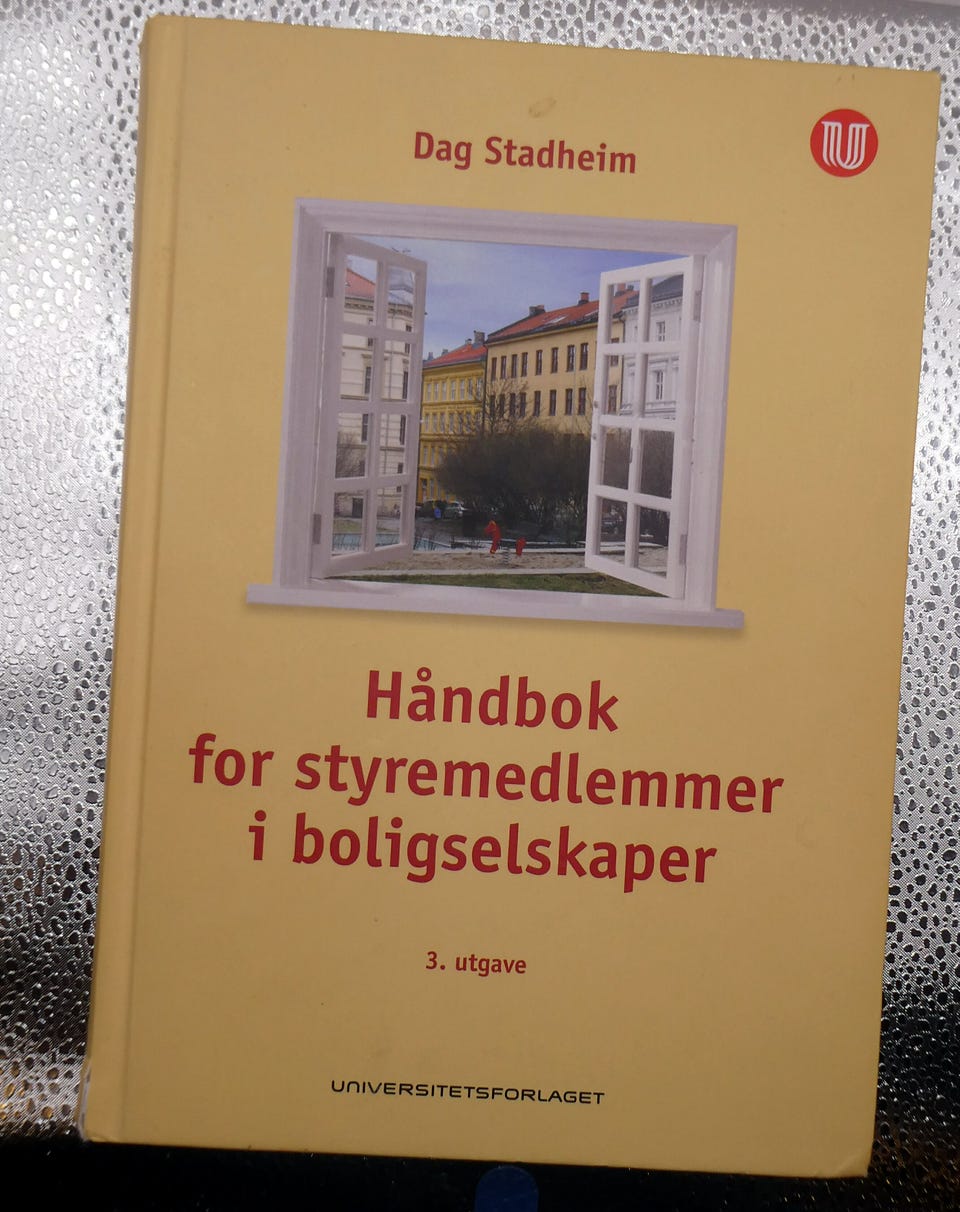 Dag Stadheim
U
Håndbok
for styremedlemmer
i boligselskaper
3. utgave
UNIVERSITETSFORLAGET